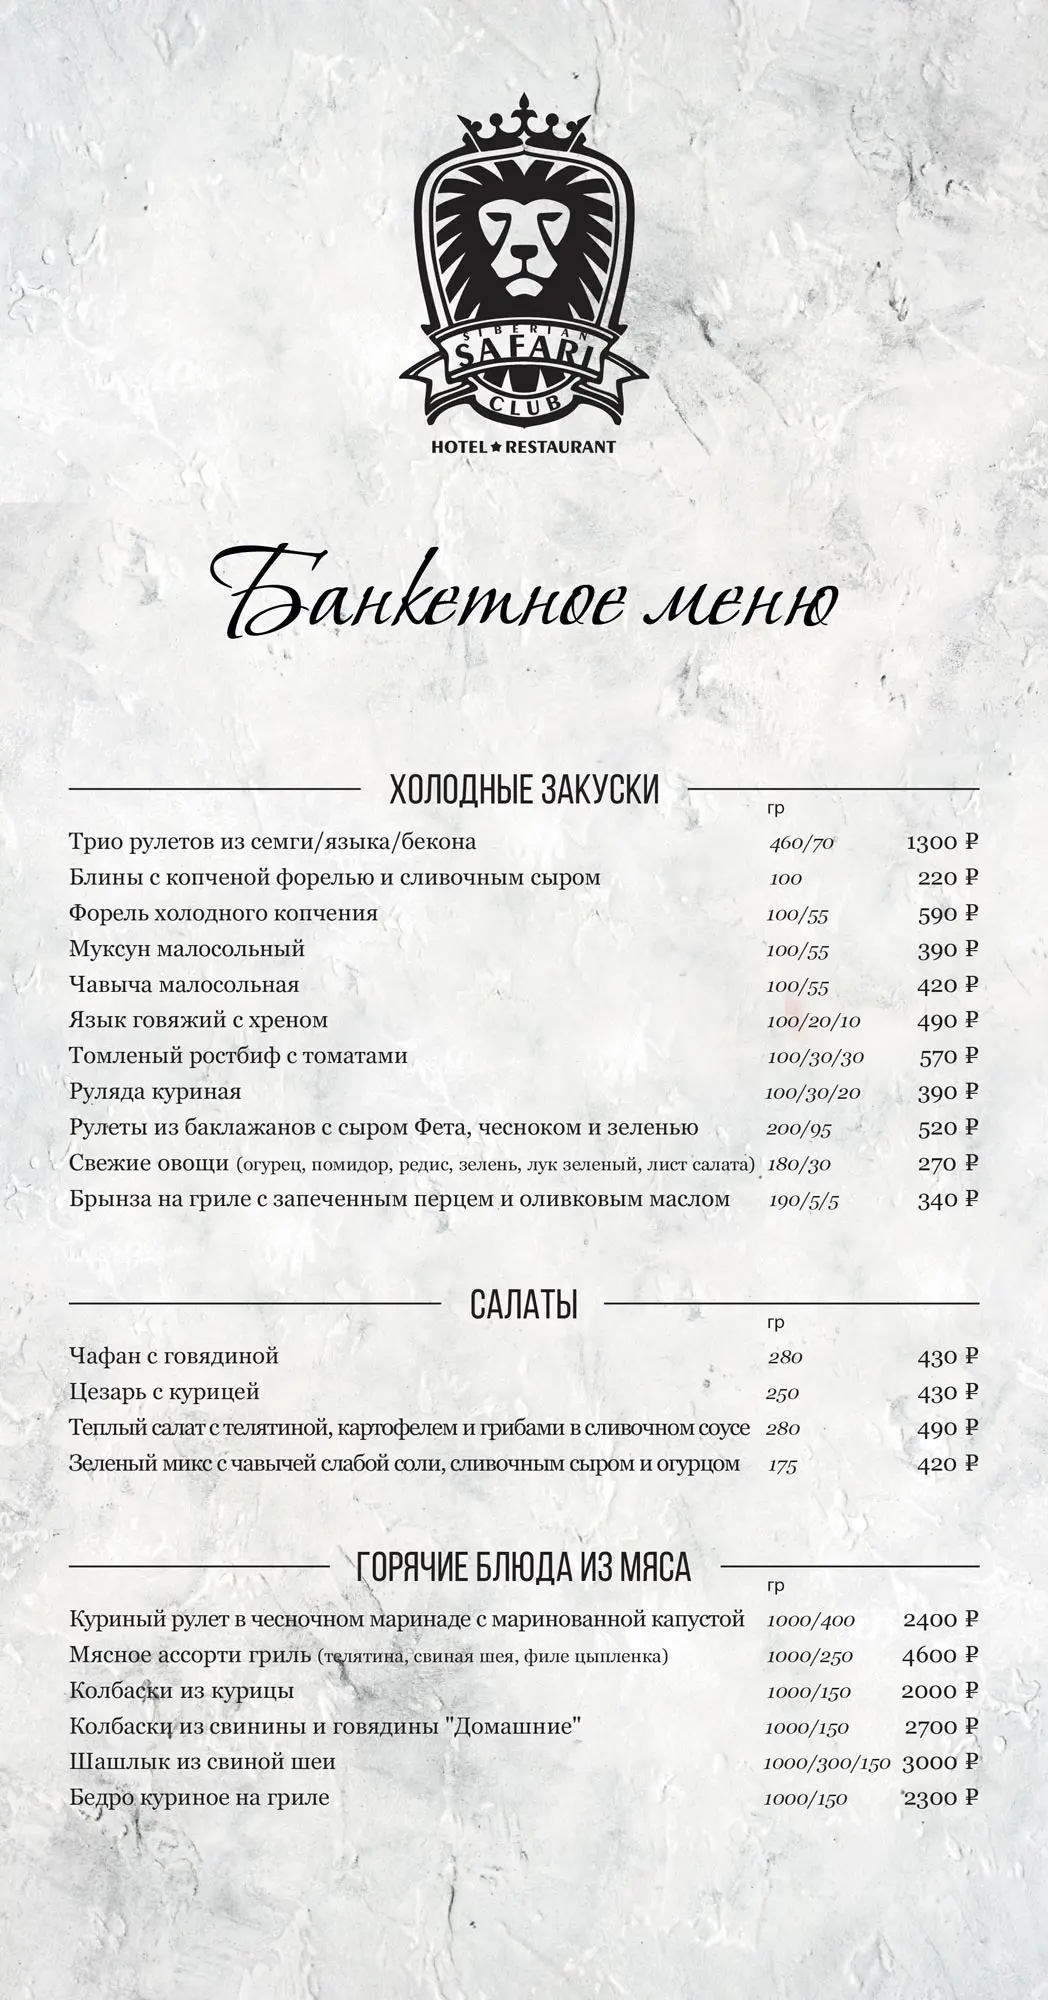 SIBERIAN
SAFARI
CLUB
HOTEL★RESTAURANT
Банкетное меню
ХОЛОДНЫЕ ЗАКУСКИ
гр
Трио рулетов из семги/языка/бекона 460/70 1300 ₽
Блины с копченой форелью и сливочным сыром 100 220 ₽
Форель холодного копчения 100/55 590 ₽
Муксун малосольный 100/55 390 ₽
Чавыча малосольная 100/55 420 ₽
Язык говяжий с хреном 100/20/10 490 ₽
Томленый ростбиф с томатами 100/30/30 570 ₽
Руляда куриная 100/30/20 390 ₽
Рулеты из баклажанов с сыром Фета, чесноком и зеленью 200/95 520 ₽
Свежие овощи (огурец, помидор, редис, зелень, лук зеленый, лист салата) 180/30 270 ₽
Брынза на гриле с запеченным перцем и оливковым маслом 190/5/5 340 ₽
САЛАТЫ
гр
Чафан с говядиной 280 430 ₽
Цезарь с курицей 250 430 ₽
Теплый салат с телятиной, картофелем и грибами в сливочном соусе 280 490 ₽
Зеленый микс с чавычей слабой соли, сливочным сыром и огурцом 175 420 ₽
ГОРЯЧИЕ БЛЮДА ИЗ МЯСА
гр
Куриный рулет в чесночном маринаде с маринованной капустой 1000/400 2400 ₽
Мясное ассорти гриль (телятина, свиная шея, филе цыпленка) 1000/250 4600 ₽
Колбаски из курицы 1000/150 2000 ₽
Колбаски из свинины и говядины "Домашние" 1000/150 2700 ₽
Шашлык из свиной шеи 1000/300/150 3000 ₽
Бедро куриное на гриле 1000/150 2300 ₽